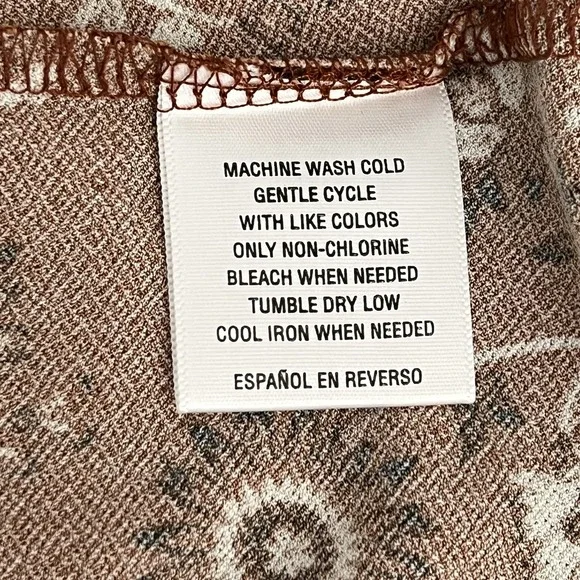 MACHINE WASH COLD
GENTLE CYCLE
WITH LIKE COLORS
ONLY NON-CHLORINE
BLEACH WHEN NEEDED
TUMBLE DRY LOW
COOL IRON WHEN NEEDED
ESPAÑOL EN REVERSO